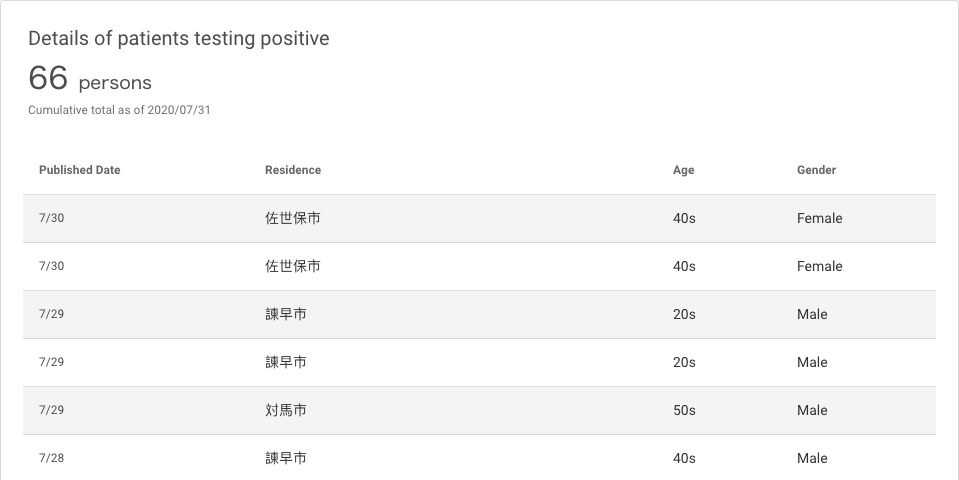 Details of patients testing positive
66 persons
Cumulative total as of 2020/07/31
Published Date Residence Age Gender
7/30 佐世保市 40s Female
7/30 佐世保市 40s Female
7/29 諫早市 20s Male
7/29 諫早市 20s Male
7/29 対馬市 50s Male
7/28 諫早市 40s Male